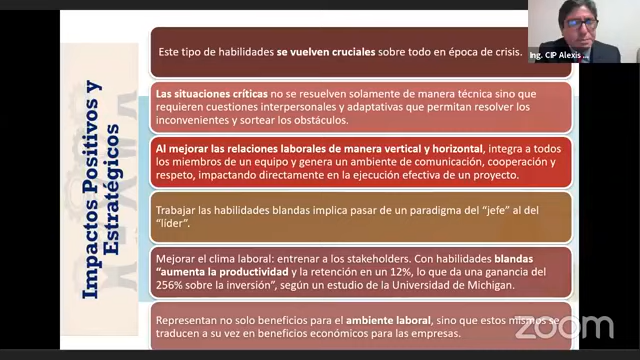 Impactos Positivos y
Estratégicos
Este tipo de habilidades se vuelven cruciales sobre todo en época de crisis.
Las situaciones críticas no se resuelven solamente de manera técnica sino que
requieren cuestiones interpersonales y adaptativas que permitan resolver los
inconvenientes y sortear los obstáculos.
Al mejorar las relaciones laborales de manera vertical y horizontal, integra a todos
los miembros de un equipo y genera un ambiente de comunicación, cooperación y
respeto, impactando directamente en la ejecución efectiva de un proyecto.
Trabajar las habilidades blandas implica pasar de un paradigma del “jefe” al del
“líder”.
Mejorar el clima laboral: entrenar a los stakeholders. Con habilidades blandas
“aumenta la productividad y la retención en un 12%, lo que da una ganancia del
256% sobre la inversión”, según un estudio de la Universidad de Michigan.
Representan no solo beneficios para el ambiente laboral, sino que estos mismos se
traducen a su vez en beneficios económicos para las empresas.
Ing. CIP Alexis ...
zoom